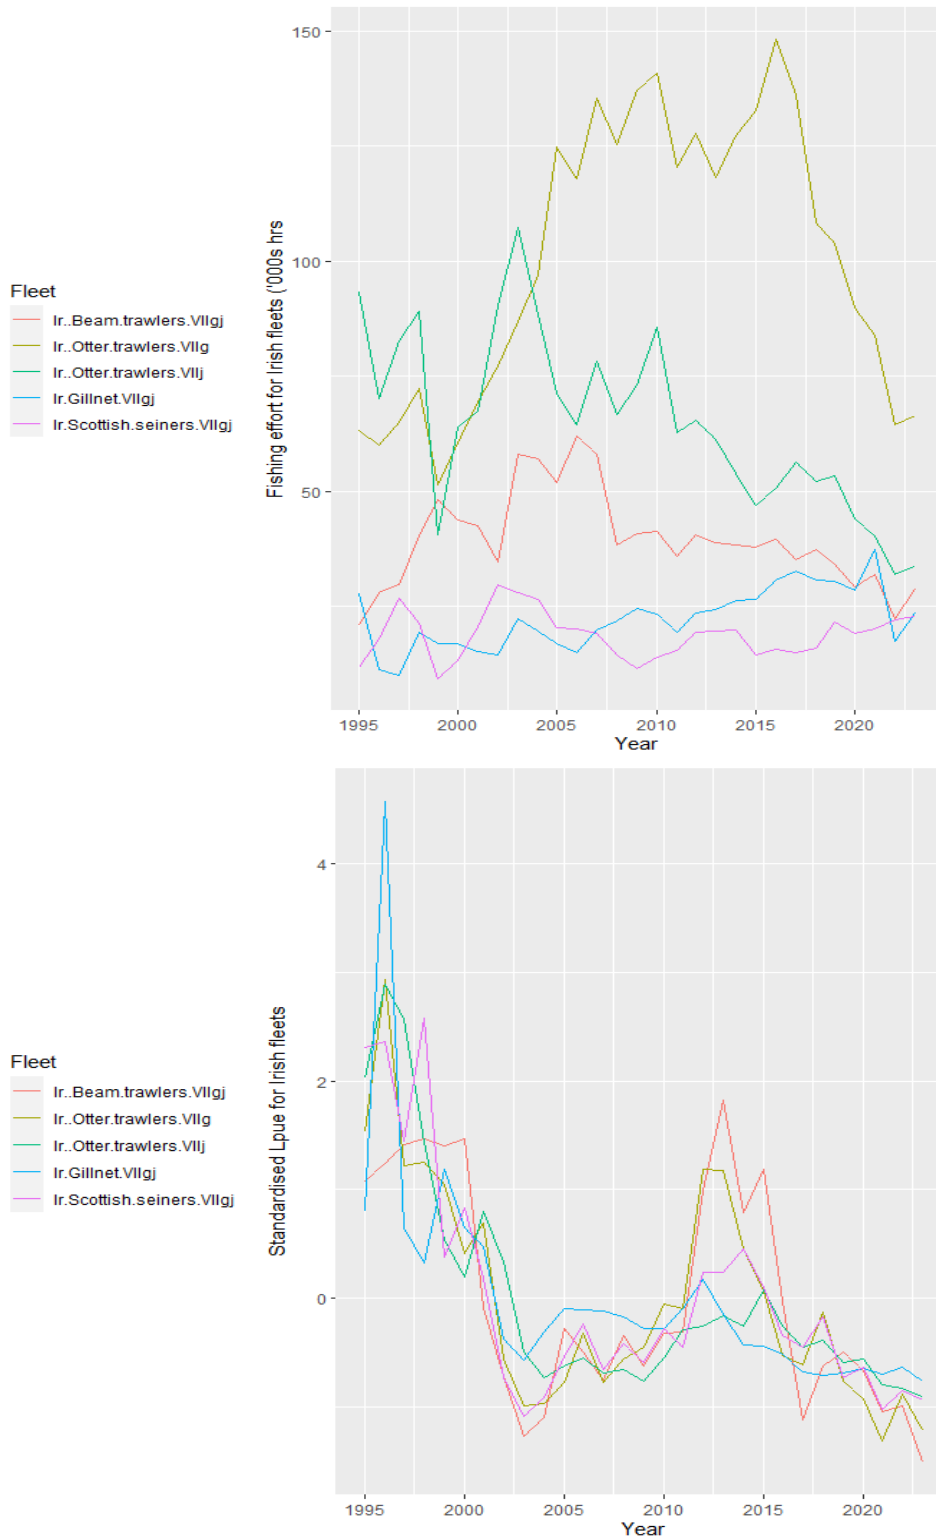 150
100
50
Fishing effort for Irish fleets ('000s hrs
Fleet
Ir..Beam.trawlers.VIIgj
Ir..Otter.trawlers.VIIg
Ir..Otter.trawlers.VIIj
Ir.Gillnet.VIIgj
Ir.Scottish.seiners.VIIgj
1995 2000 2005 2010 2015 2020
Year
4
2
0
Standardised Lpue for Irish fleets
Fleet
Ir..Beam.trawlers.VIIgj
Ir..Otter.trawlers.VIIg
Ir..Otter.trawlers.VIIj
Ir.Gillnet.VIIgj
Ir.Scottish.seiners.VIIgj
1995 2000 2005 2010 2015 2020
Year